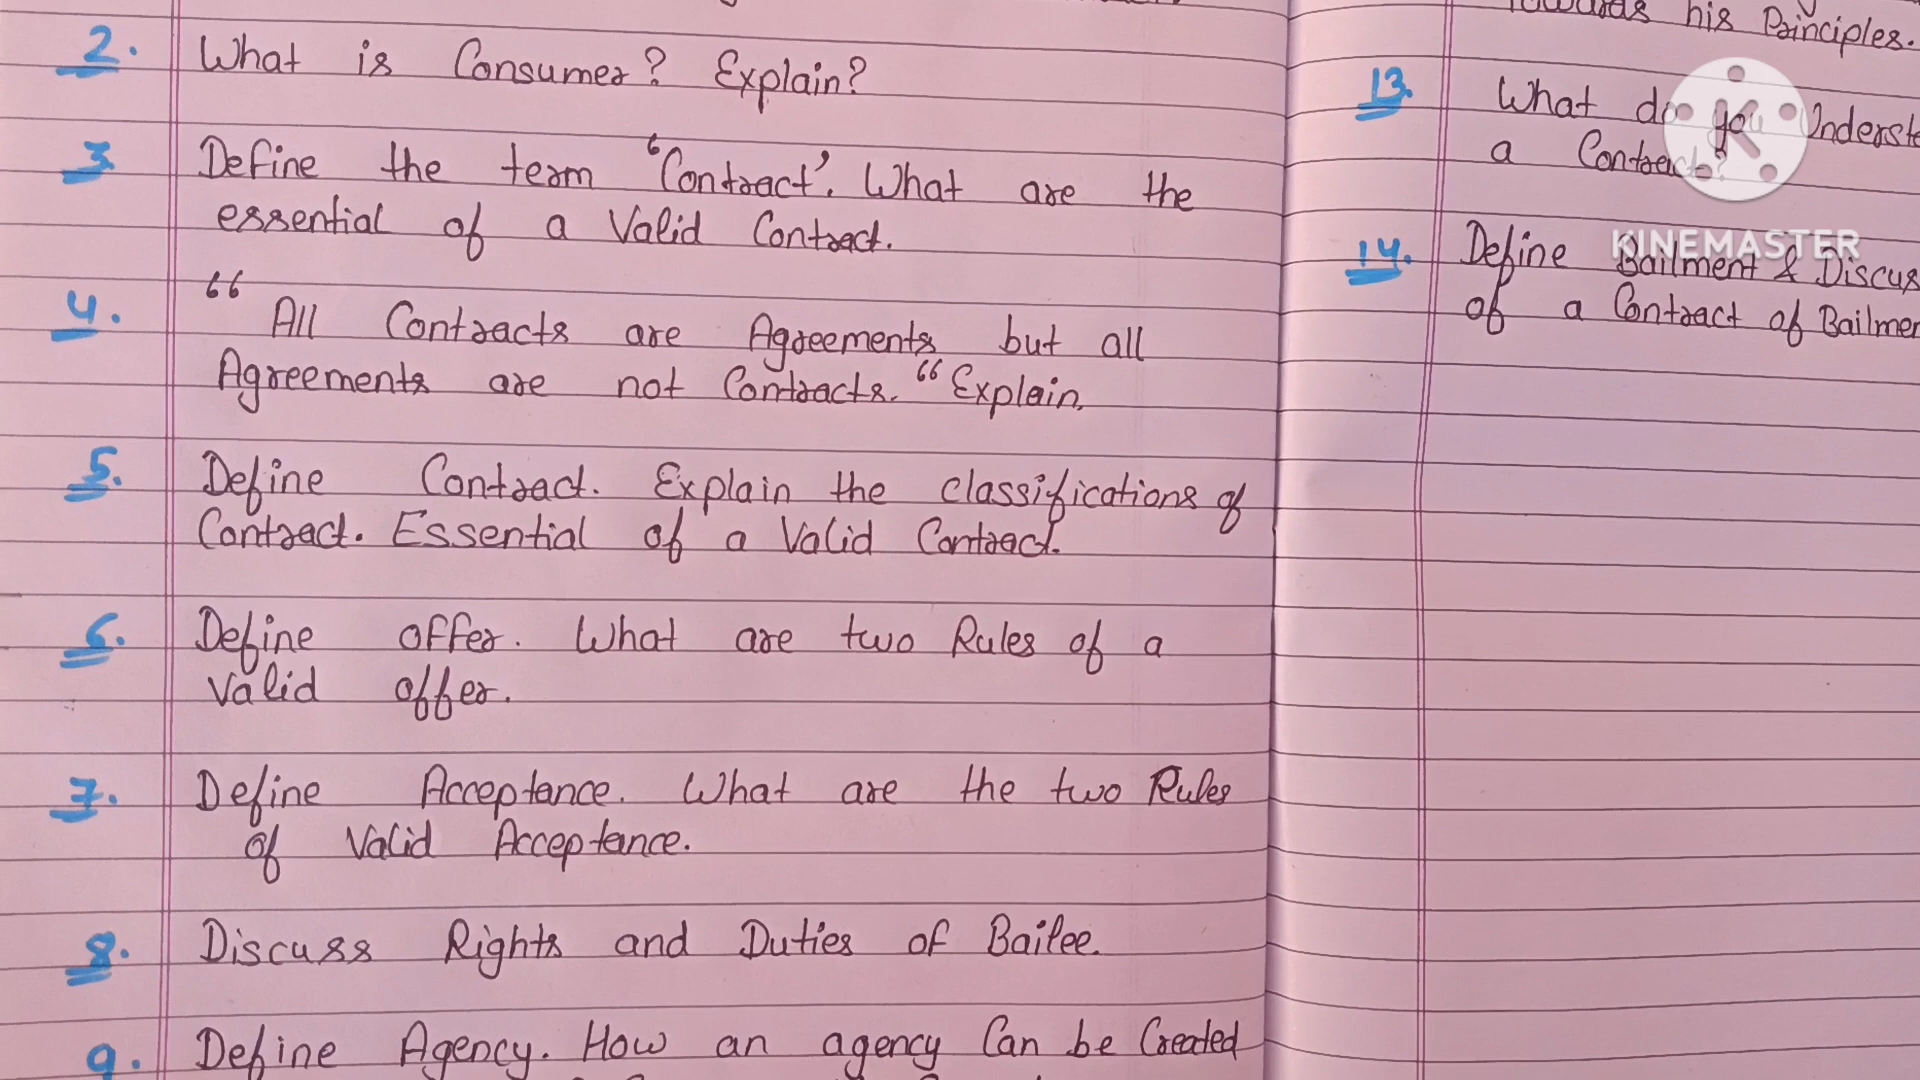 2. What is Consumer? Explain?
3. Define the term 'Contract'. What are the
essential of a Valid Contract.
4. "All Contracts are Agreements but all
Agreements are not Contracts." Explain.
5. Define Contract. Explain the classifications of
Contract. Essential of a Valid Contract.
6. Define offer. What are two Rules of a
Valid offer.
7. Define Acceptance. What are the two Rules
of Valid Acceptance.
8. Discuss Rights and Duties of Bailee.
9. Define Agency. How an agency Can be Created
his Principles.
13. What do you
a Contract?
14. Define Bailment &
of a Contract of
KINEMASTER